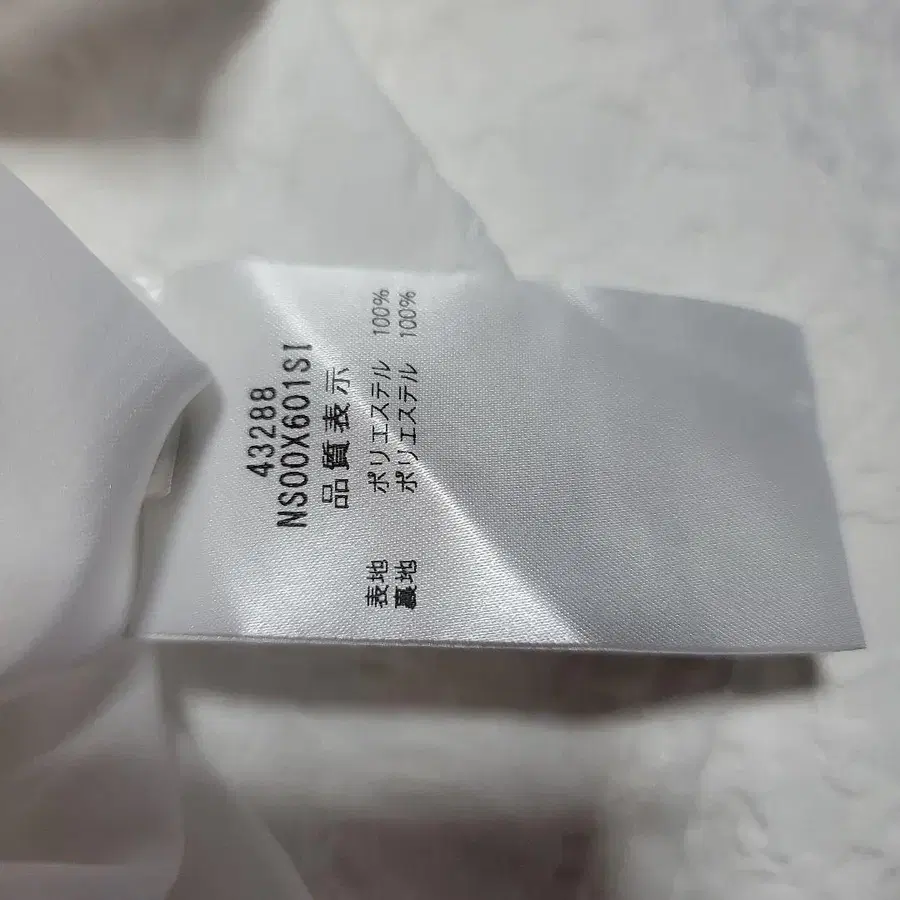 43288
NS00X601SI
品質表示
表地 ポリエステル 100%
裏地 ポリエステル 100%